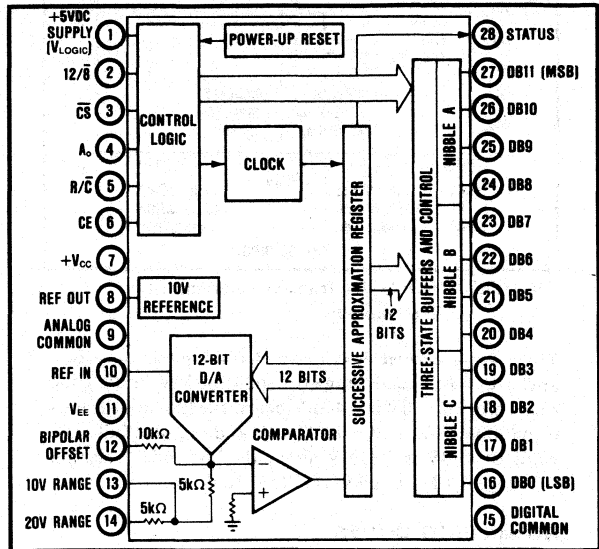 +5VDC
SUPPLY
(VLOGIC)
1
12/8̅
2
C̅S̅
3
Ao
4
R/C̅
5
CE
6
+VCC
7
REF OUT
8
ANALOG
COMMON
9
REF IN
10
VEE
11
BIPOLAR
OFFSET
12
10V RANGE
13
20V RANGE
14
CONTROL
LOGIC
POWER-UP RESET
CLOCK
10V
REFERENCE
12-BIT
D/A
CONVERTER
12 BITS
10kΩ
5kΩ
5kΩ
COMPARATOR
−
+
SUCCESSIVE APPROXIMATION REGISTER
12
BITS
THREE-STATE BUFFERS AND CONTROL
NIBBLE A
NIBBLE B
NIBBLE C
28 STATUS
27 DB11 (MSB)
26 DB10
25 DB9
24 DB8
23 DB7
22 DB6
21 DB5
20 DB4
19 DB3
18 DB2
17 DB1
16 DB0 (LSB)
15 DIGITAL
COMMON